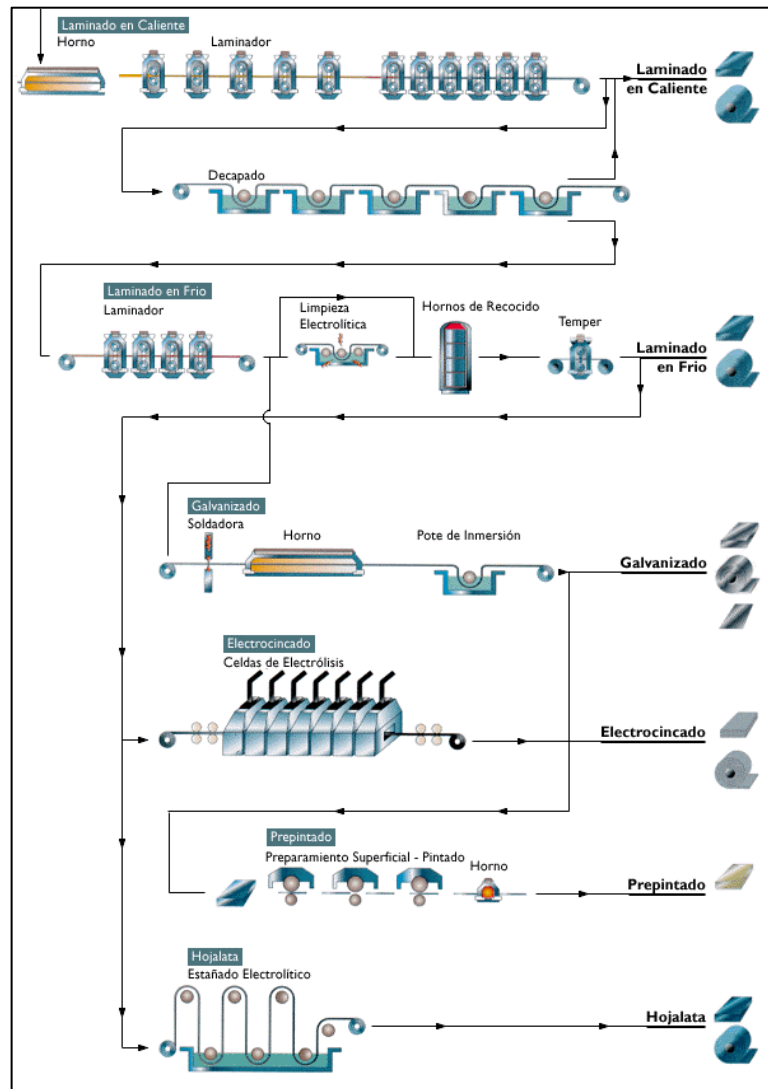 Laminado en Caliente
Horno
Laminador
Laminado
en Caliente
Decapado
Laminado en Frio
Laminador
Limpieza
Electrolítica
Hornos de Recocido
Temper
Laminado
en Frio
Galvanizado
Soldadora
Horno
Pote de Inmersión
Galvanizado
Electrocincado
Celdas de Electrólisis
Electrocincado
Prepintado
Preparamiento Superficial - Pintado
Horno
Prepintado
Hojalata
Estañado Electrolítico
Hojalata